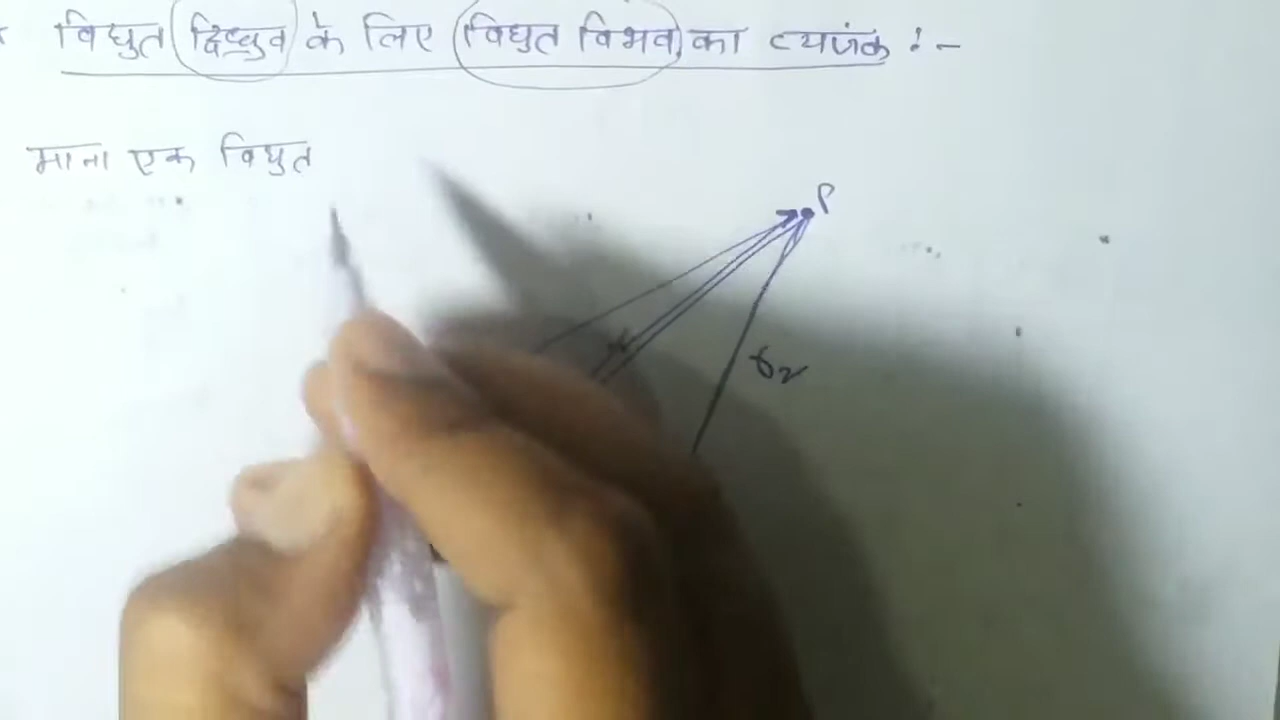 विधुत द्विध्रुव के लिए विधुत विभव का व्यंजक :-
माना एक विधुत
P
r2